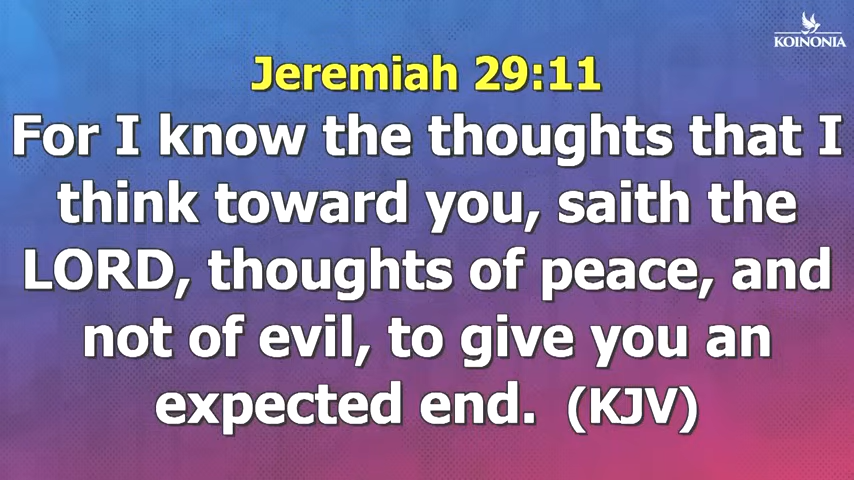 KOINONIA
Jeremiah 29:11
For I know the thoughts that I
think toward you, saith the
LORD, thoughts of peace, and
not of evil, to give you an
expected end. (KJV)